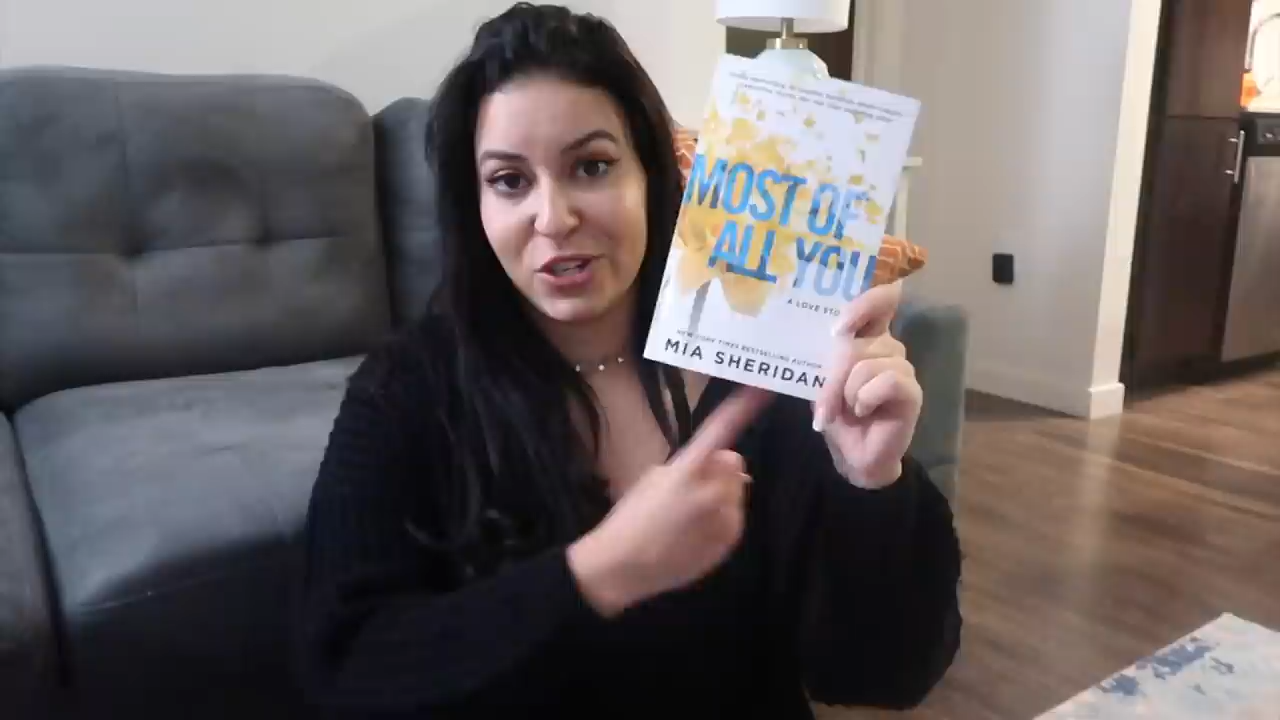 MOST OF
ALL YOU
A LOVE STO
NEW YORK TIMES BESTSELLING AUTHOR
MIA SHERIDAN